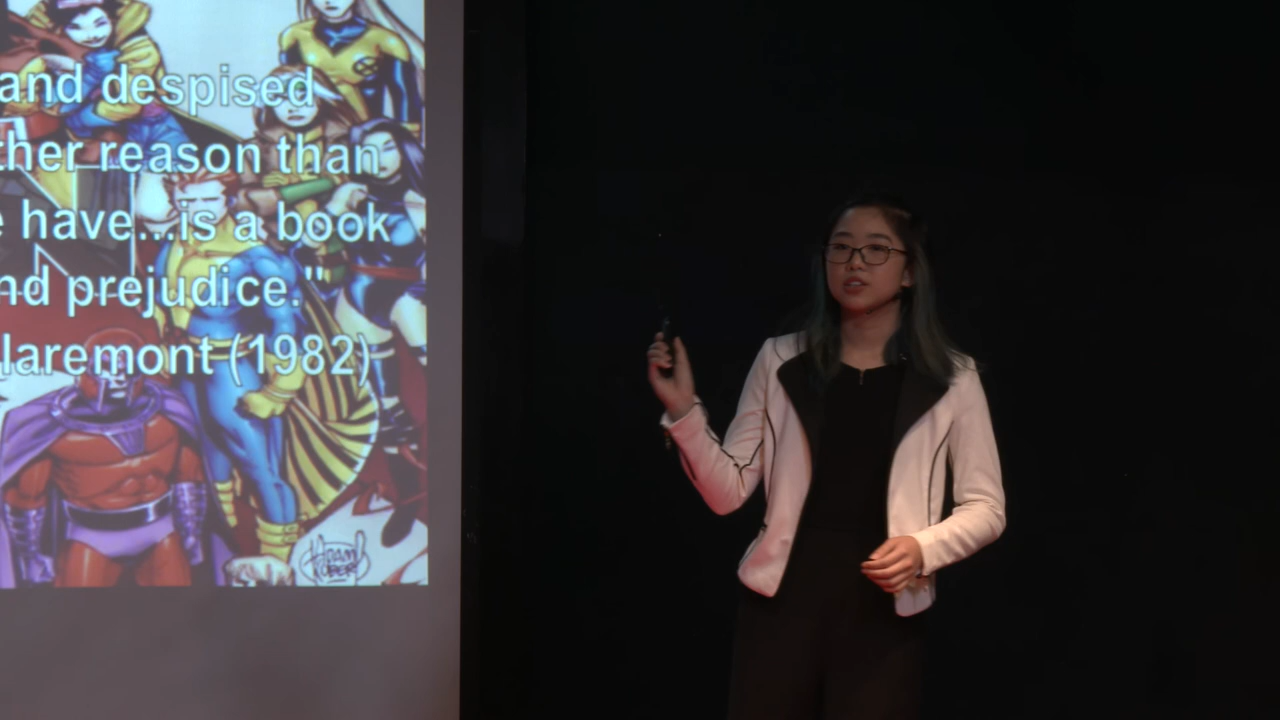 and despised
ther reason than
e have...is a book
nd prejudice."
laremont (1982)